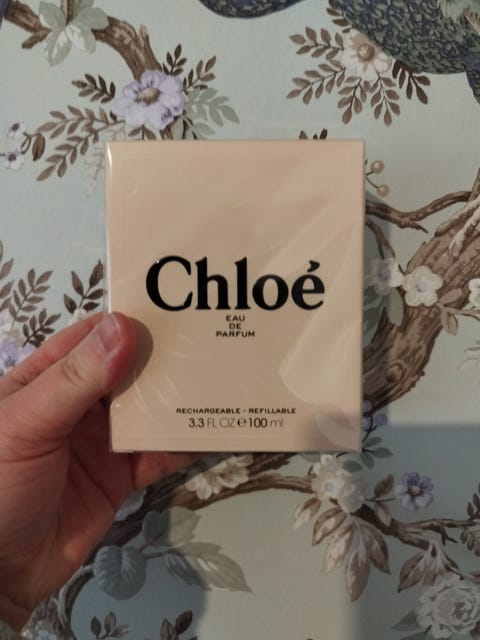 Chloé
EAU
DE
PARFUM
RECHARGEABLE - REFILLABLE
3.3 FL OZ ℮ 100 ml